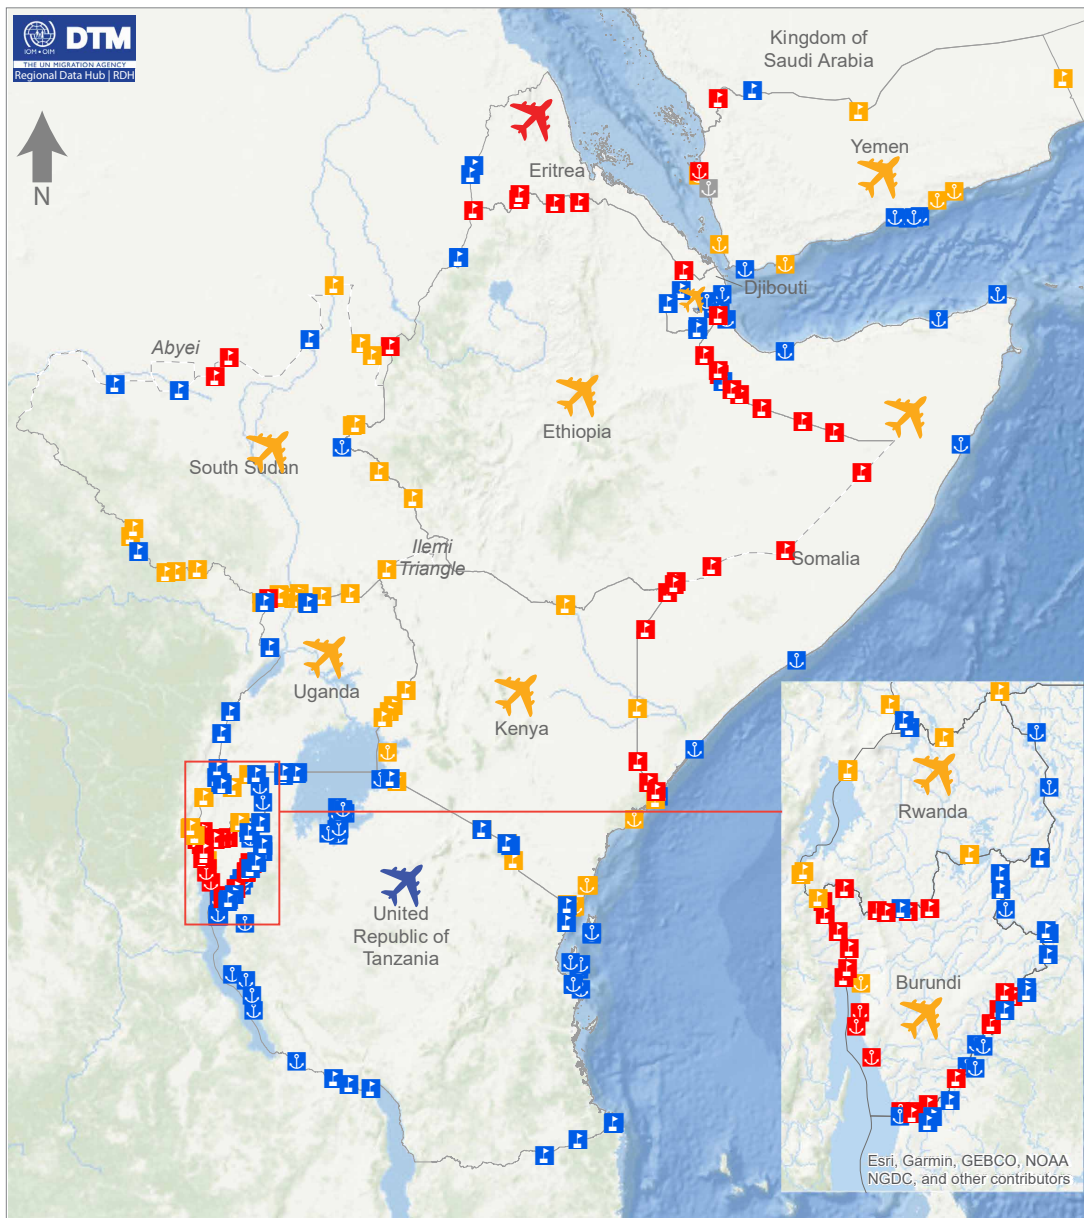 IOM • OIM
DTM
THE UN MIGRATION AGENCY
Regional Data Hub | RDH
N
Kingdom of
Saudi Arabia
Yemen
Eritrea
Djibouti
Abyei
Ethiopia
South Sudan
Ilemi
Triangle
Somalia
Uganda
Kenya
Rwanda
United
Republic of
Tanzania
Burundi
Esri, Garmin, GEBCO, NOAA
NGDC, and other contributors